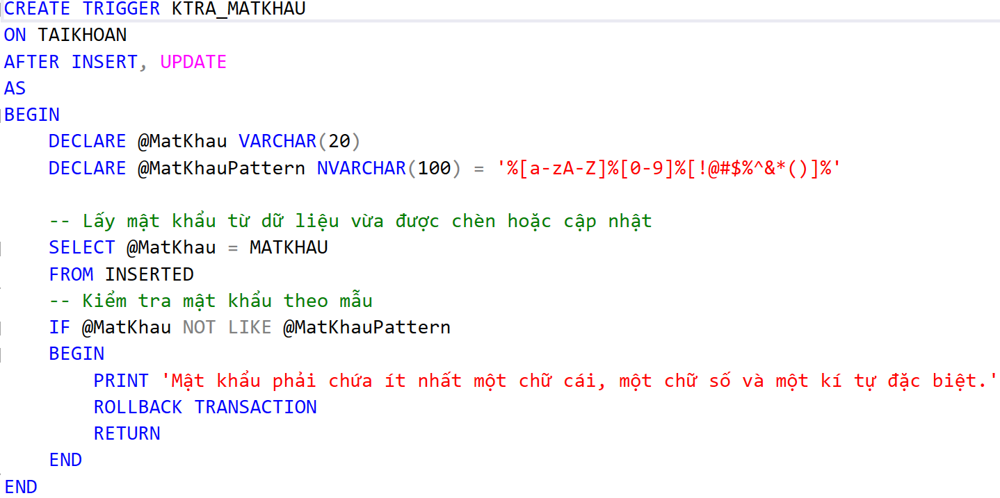 CREATE TRIGGER KTRA_MATKHAU
ON TAIKHOAN
AFTER INSERT, UPDATE
AS
BEGIN
    DECLARE @MatKhau VARCHAR(20)
    DECLARE @MatKhauPattern NVARCHAR(100) = '%[a-zA-Z]%[0-9]%[!@#$%^&*()]%'

    -- Lấy mật khẩu từ dữ liệu vừa được chèn hoặc cập nhật
    SELECT @MatKhau = MATKHAU
    FROM INSERTED
    -- Kiểm tra mật khẩu theo mẫu
    IF @MatKhau NOT LIKE @MatKhauPattern
    BEGIN
        PRINT 'Mật khẩu phải chứa ít nhất một chữ cái, một chữ số và một kí tự đặc biệt.'
        ROLLBACK TRANSACTION
        RETURN
    END
END